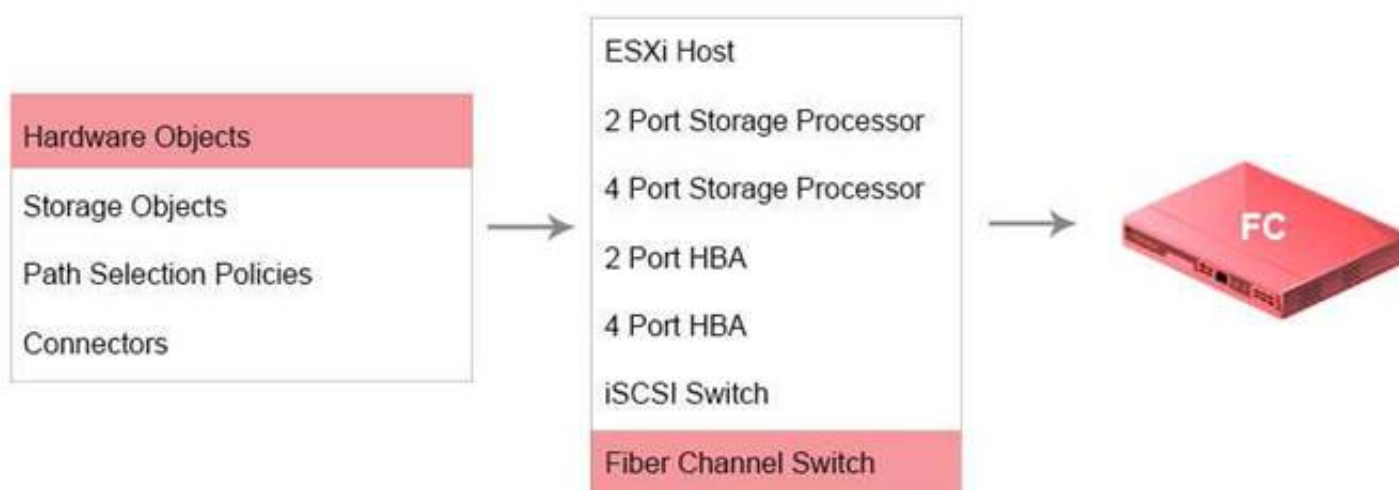 Hardware Objects
Storage Objects
Path Selection Policies
Connectors
ESXi Host
2 Port Storage Processor
4 Port Storage Processor
2 Port HBA
4 Port HBA
iSCSI Switch
Fiber Channel Switch
FC